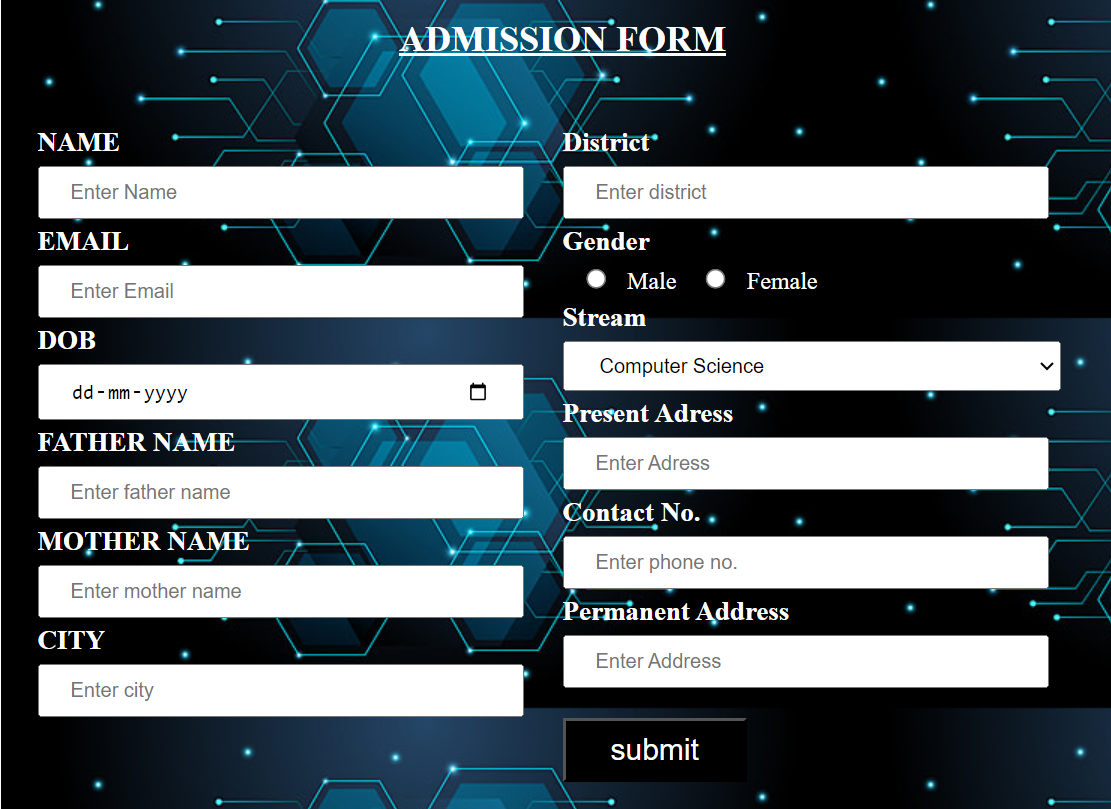 ADMISSION FORM
NAME
Enter Name
EMAIL
Enter Email
DOB
dd-mm-yyyy
FATHER NAME
Enter father name
MOTHER NAME
Enter mother name
CITY
Enter city
District
Enter district
Gender
Male Female
Stream
Computer Science
Present Adress
Enter Adress
Contact No.
Enter phone no.
Permanent Address
Enter Address
submit